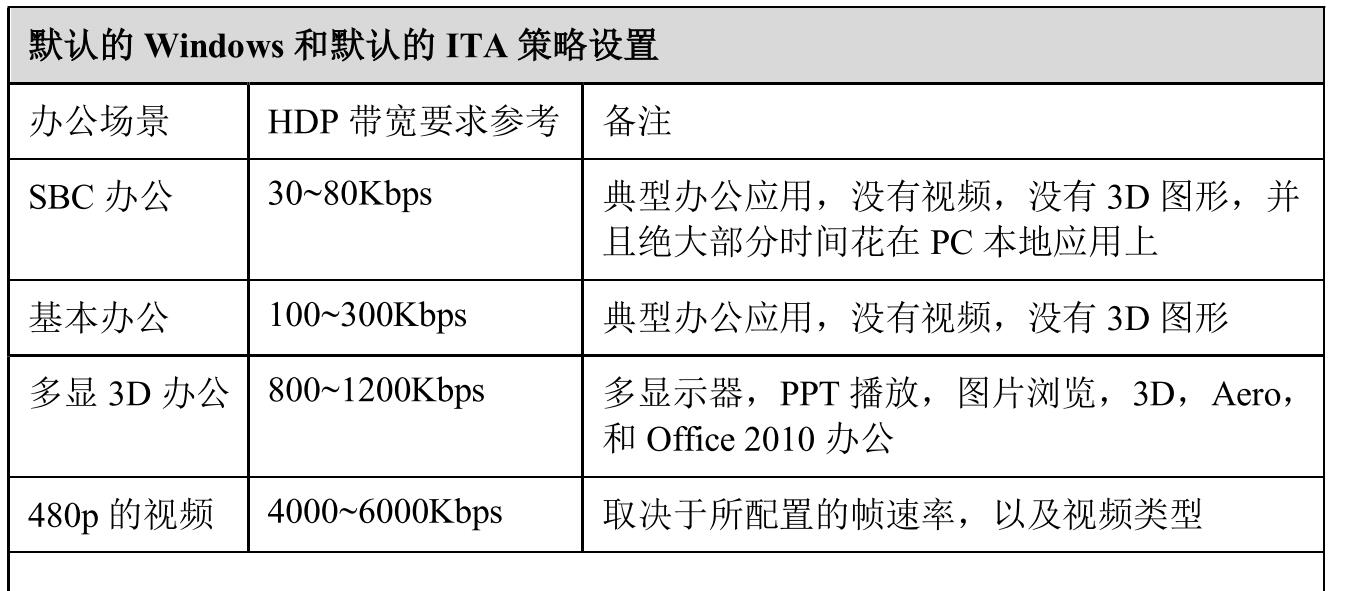 默认的 Windows 和默认的 ITA 策略设置
办公场景 HDP 带宽要求参考 备注
SBC 办公 30~80Kbps 典型办公应用，没有视频，没有 3D 图形，并
且绝大部分时间花在 PC 本地应用上
基本办公 100~300Kbps 典型办公应用，没有视频，没有 3D 图形
多显 3D 办公 800~1200Kbps 多显示器，PPT 播放，图片浏览，3D，Aero，
和 Office 2010 办公
480p 的视频 4000~6000Kbps 取决于所配置的帧速率，以及视频类型